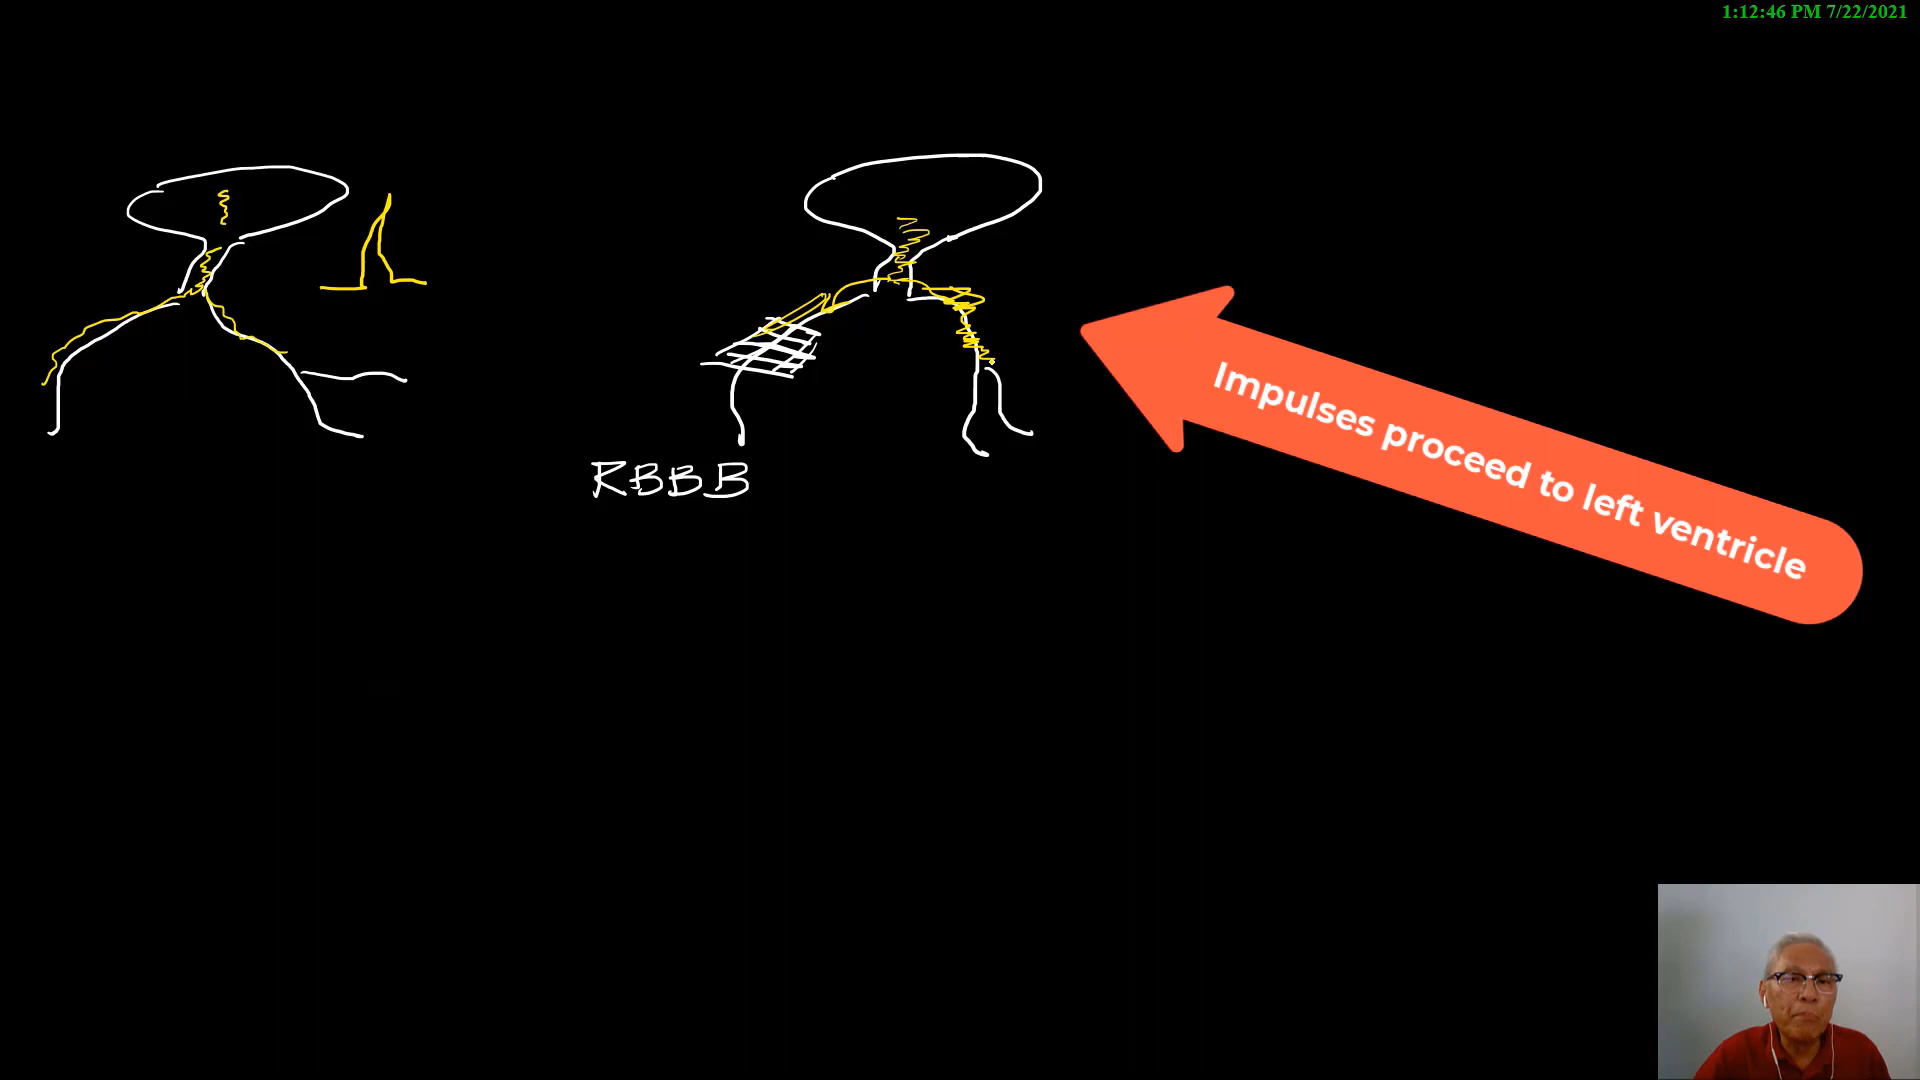 1:12:46 PM 7/22/2021
Impulses proceed to left ventricle
RBBB